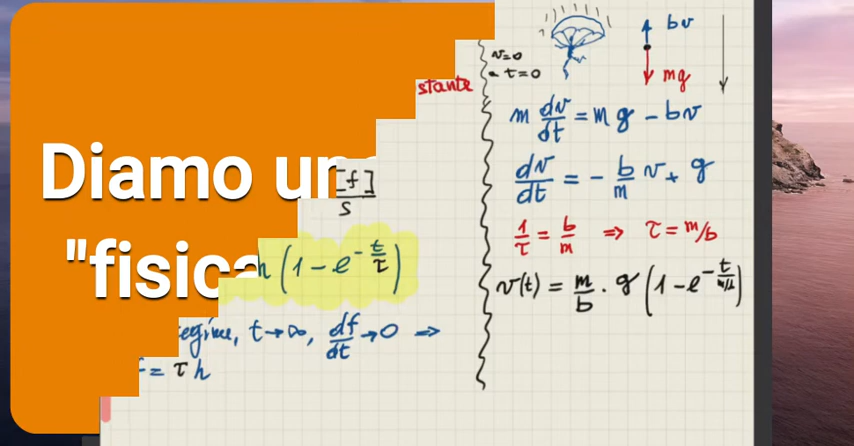 Diamo un
"fisica
stante
[f]
s
h (1 - e^{-t/τ})
regime, t→∞, df/dt → 0 ⇒
f = τ h
v=0
t=0
bv
mg
m dv/dt = mg - bv
dv/dt = - b/m v + g
1/τ = b/m ⇒ τ = m/b
v(t) = m/b · g (1 - e^{-t/(m/b)})